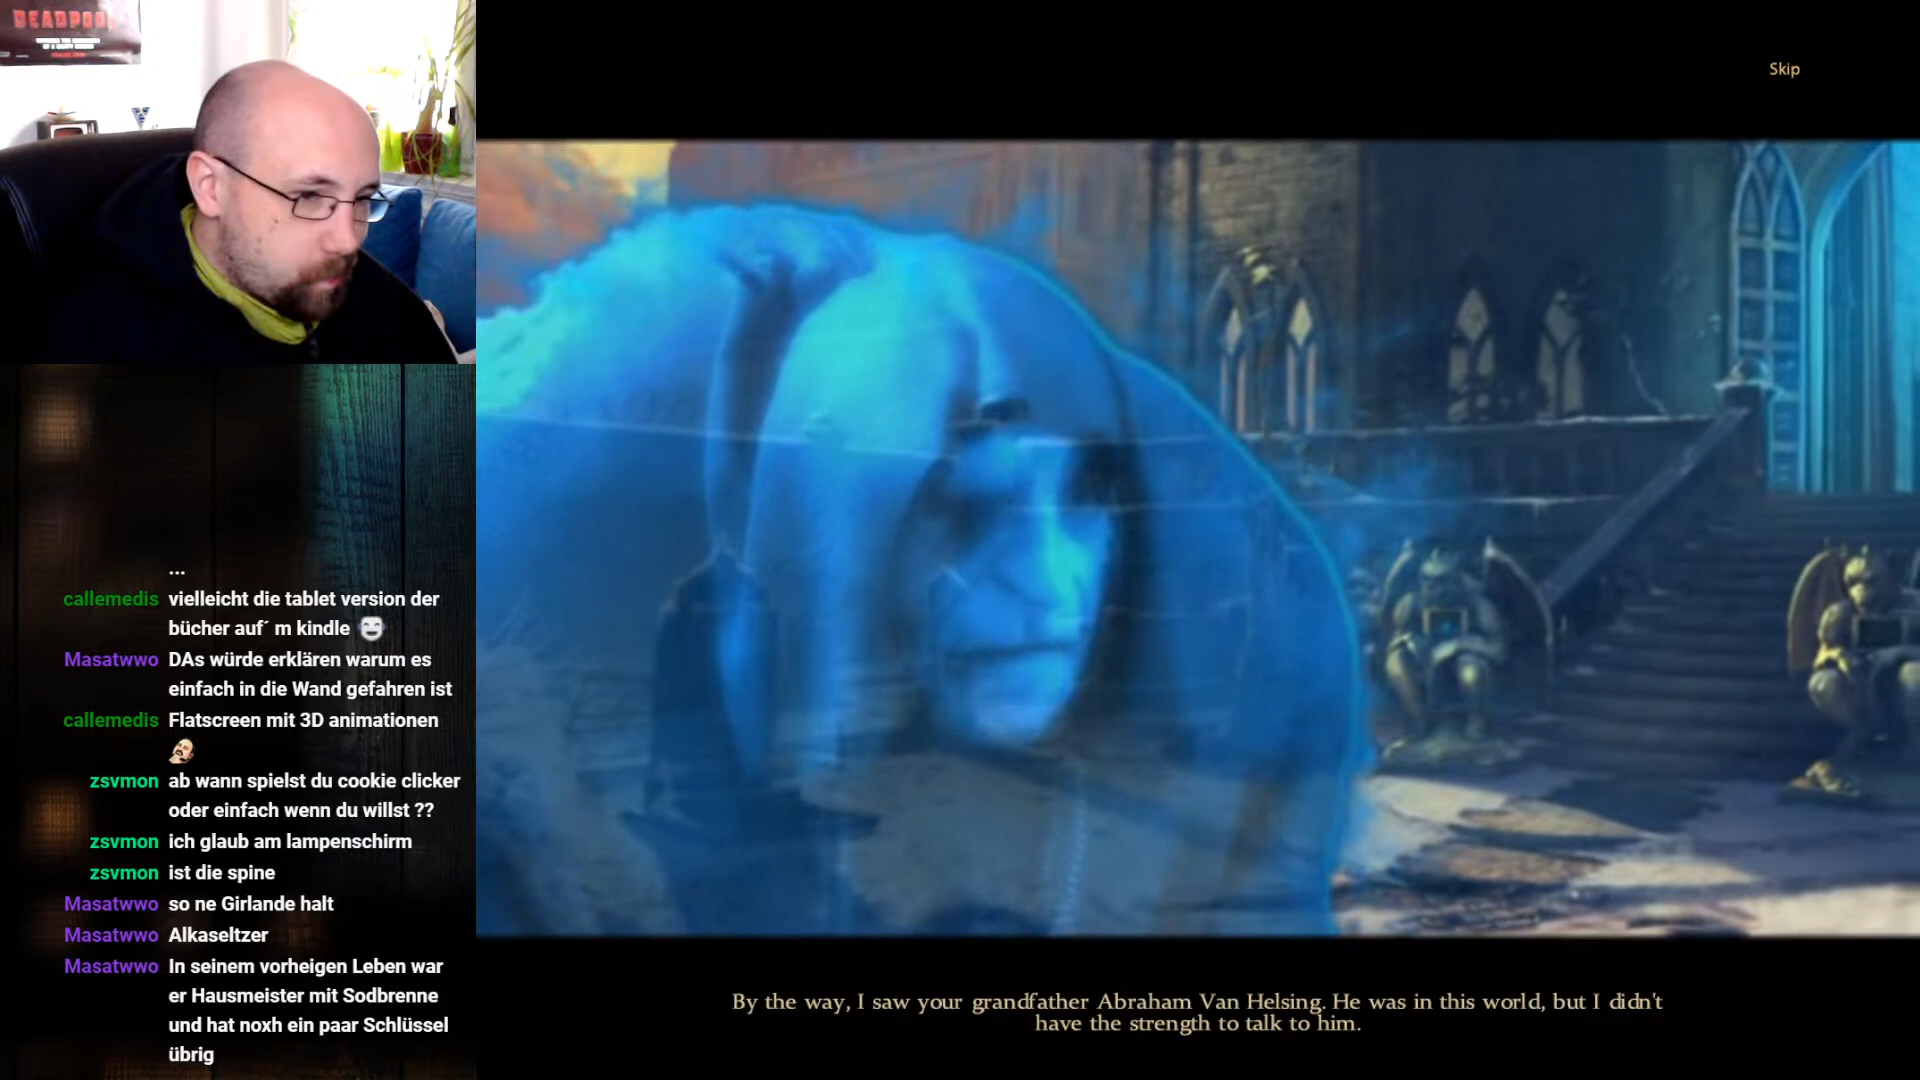 DEADPOOL
Skip
...
callemedis vielleicht die tablet version der
bücher auf´ m kindle
Masatwwo DAs würde erklären warum es
einfach in die Wand gefahren ist
callemedis Flatscreen mit 3D animationen
zsvmon ab wann spielst du cookie clicker
oder einfach wenn du willst ??
zsvmon ich glaub am lampenschirm
zsvmon ist die spine
Masatwwo so ne Girlande halt
Masatwwo Alkaseltzer
Masatwwo In seinem vorheigen Leben war
er Hausmeister mit Sodbrenne
und hat noxh ein paar Schlüssel
übrig
By the way, I saw your grandfather Abraham Van Helsing. He was in this world, but I didn't
have the strength to talk to him.